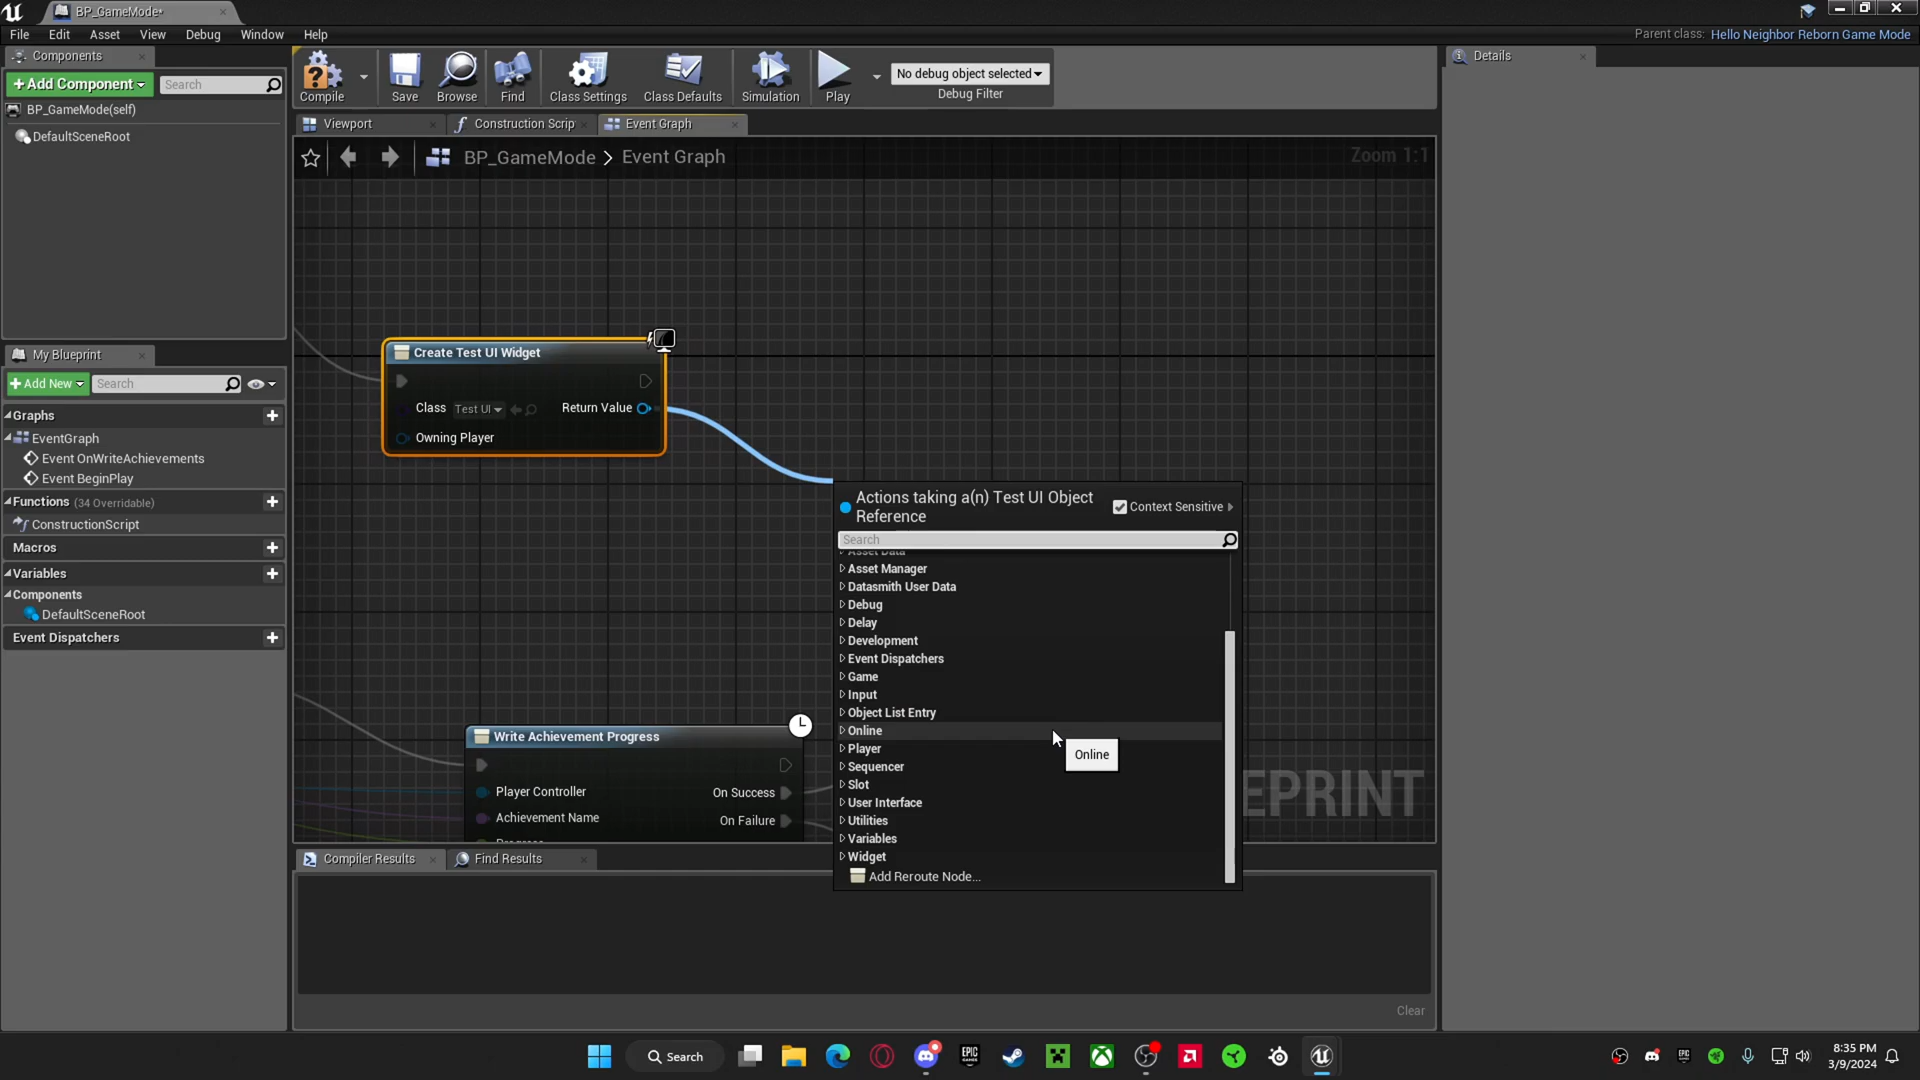 BP_GameMode*
File Edit Asset View Debug Window Help
Parent class: Hello Neighbor Reborn Game Mode
Components
Add Component
Search
BP_GameMode(self)
DefaultSceneRoot
My Blueprint
Add New
Search
Graphs
EventGraph
Event OnWriteAchievements
Event BeginPlay
Functions (34 Overridable)
ConstructionScript
Macros
Variables
Components
DefaultSceneRoot
Event Dispatchers
Compile
Save
Browse
Find
Class Settings
Class Defaults
Simulation
Play
No debug object selected
Debug Filter
Viewport
Construction Scrip
Event Graph
BP_GameMode > Event Graph
Zoom 1:1
Create Test UI Widget
Class Test UI
Return Value
Owning Player
Actions taking a(n) Test UI Object
Reference
Context Sensitive
Search
Asset Data
Asset Manager
Datasmith User Data
Debug
Delay
Development
Event Dispatchers
Game
Input
Object List Entry
Online
Player
Sequencer
Slot
User Interface
Utilities
Variables
Widget
Add Reroute Node...
Online
Write Achievement Progress
Player Controller
On Success
Achievement Name
On Failure
Progress
EPRINT
Compiler Results
Find Results
Clear
Details
Search
EPIC
GAMES
8:35 PM
3/9/2024